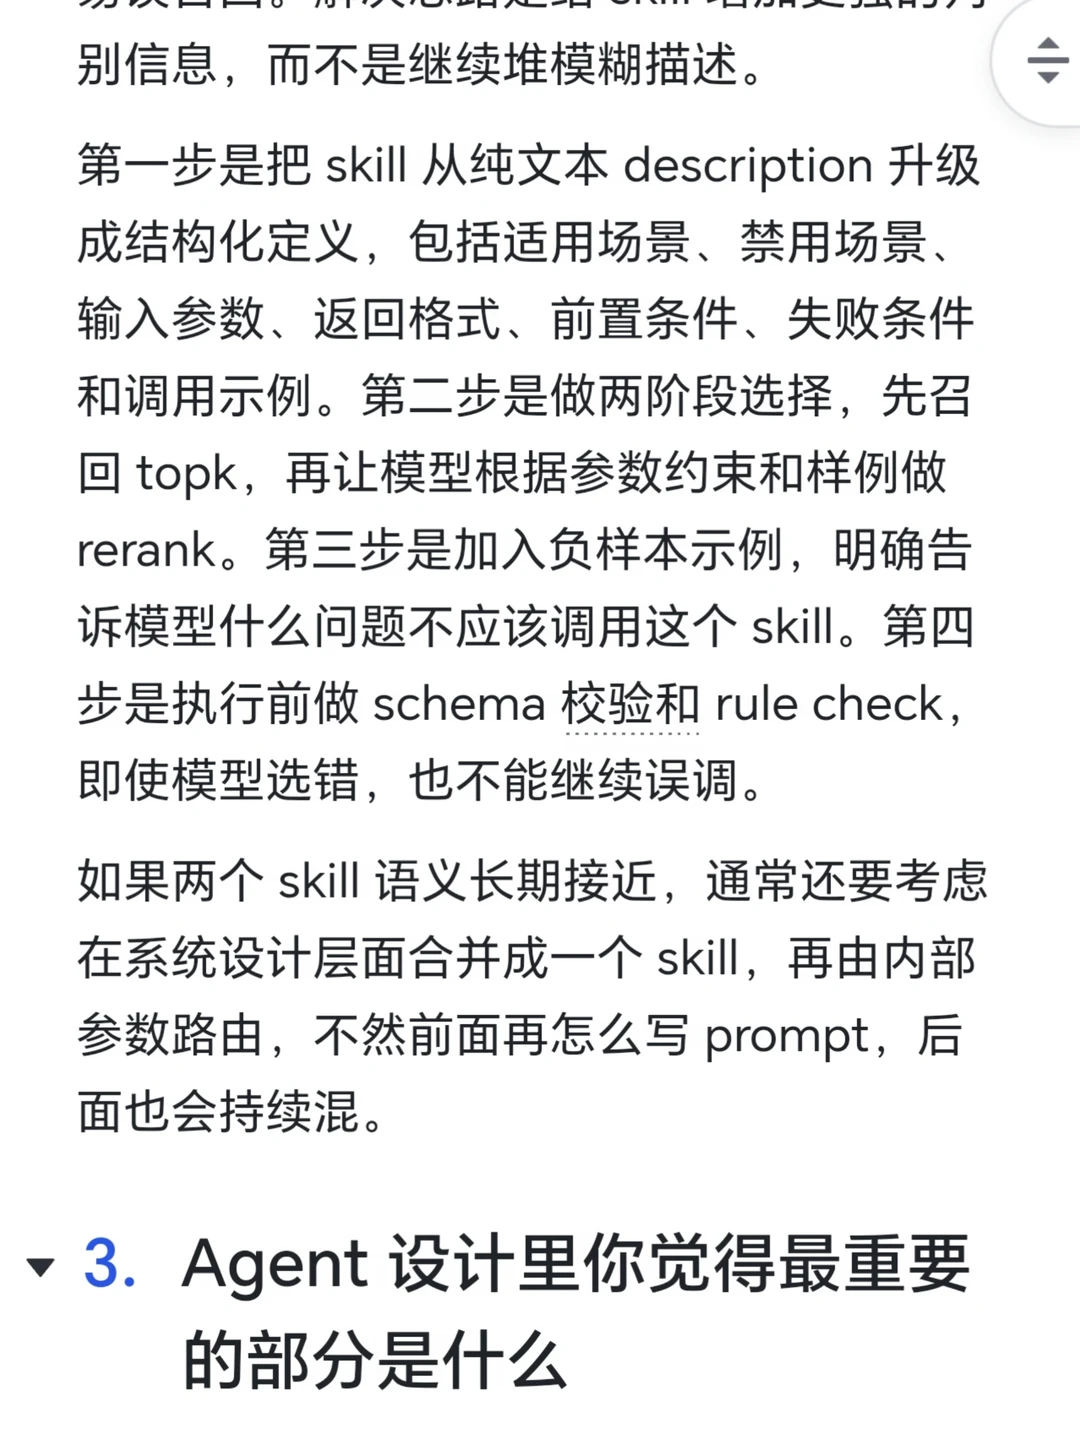 别信息，而不是继续堆模糊描述。
第一步是把 skill 从纯文本 description 升级
成结构化定义，包括适用场景、禁用场景、
输入参数、返回格式、前置条件、失败条件
和调用示例。第二步是做两阶段选择，先召
回 topk，再让模型根据参数约束和样例做
rerank。第三步是加入负样本示例，明确告
诉模型什么问题不应该调用这个 skill。第四
步是执行前做 schema 校验和 rule check，
即使模型选错，也不能继续误调。
如果两个 skill 语义长期接近，通常还要考虑
在系统设计层面合并成一个 skill，再由内部
参数路由，不然前面再怎么写 prompt，后
面也会持续混。
3. Agent 设计里你觉得最重要
的部分是什么